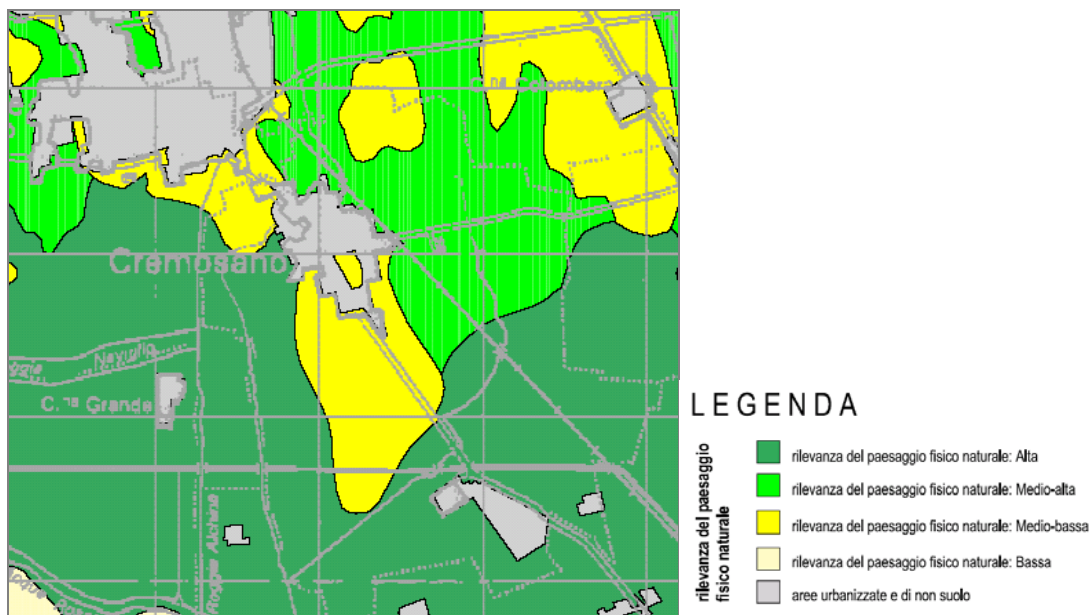 C.na Colombara
Cremosano
Naviglio
C.na Grande
Roggia Alchina
LEGENDA
rilevanza del paesaggio
fisico naturale
rilevanza del paesaggio fisico naturale: Alta
rilevanza del paesaggio fisico naturale: Medio-alta
rilevanza del paesaggio fisico naturale: Medio-bassa
rilevanza del paesaggio fisico naturale: Bassa
aree urbanizzate e di non suolo